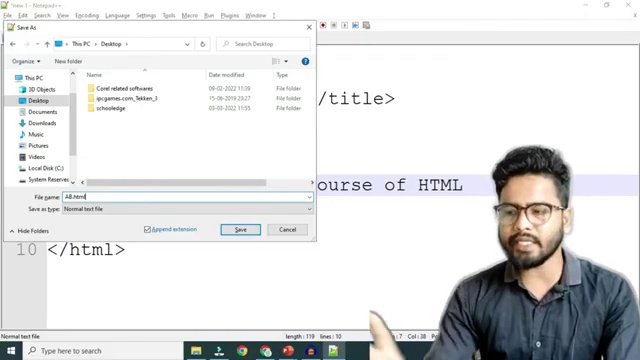 *new 1 - Notepad++
File Edit Search View Encoding Language Settings Tools Macro Run Plugins Window ?
Save As
This PC > Desktop >
Search Desktop
Organize
New folder
Name
Date modified
Type
This PC
3D Objects
Desktop
Documents
Downloads
Music
Pictures
Videos
Local Disk (C:)
System Reserved
Corel related softwares 09-02-2022 11:39 File folder
ipcgames.com_Tekken_3 15-06-2019 23:27 File folder
schooledge 03-03-2022 11:55 File folder
File name: AB.html
Save as type: Normal text file
Hide Folders
Append extension
Save
Cancel
/title>
ourse of HTML
10 </html>
Normal text file
length : 119 lines : 10
: 7 Col : 38
Type here to search